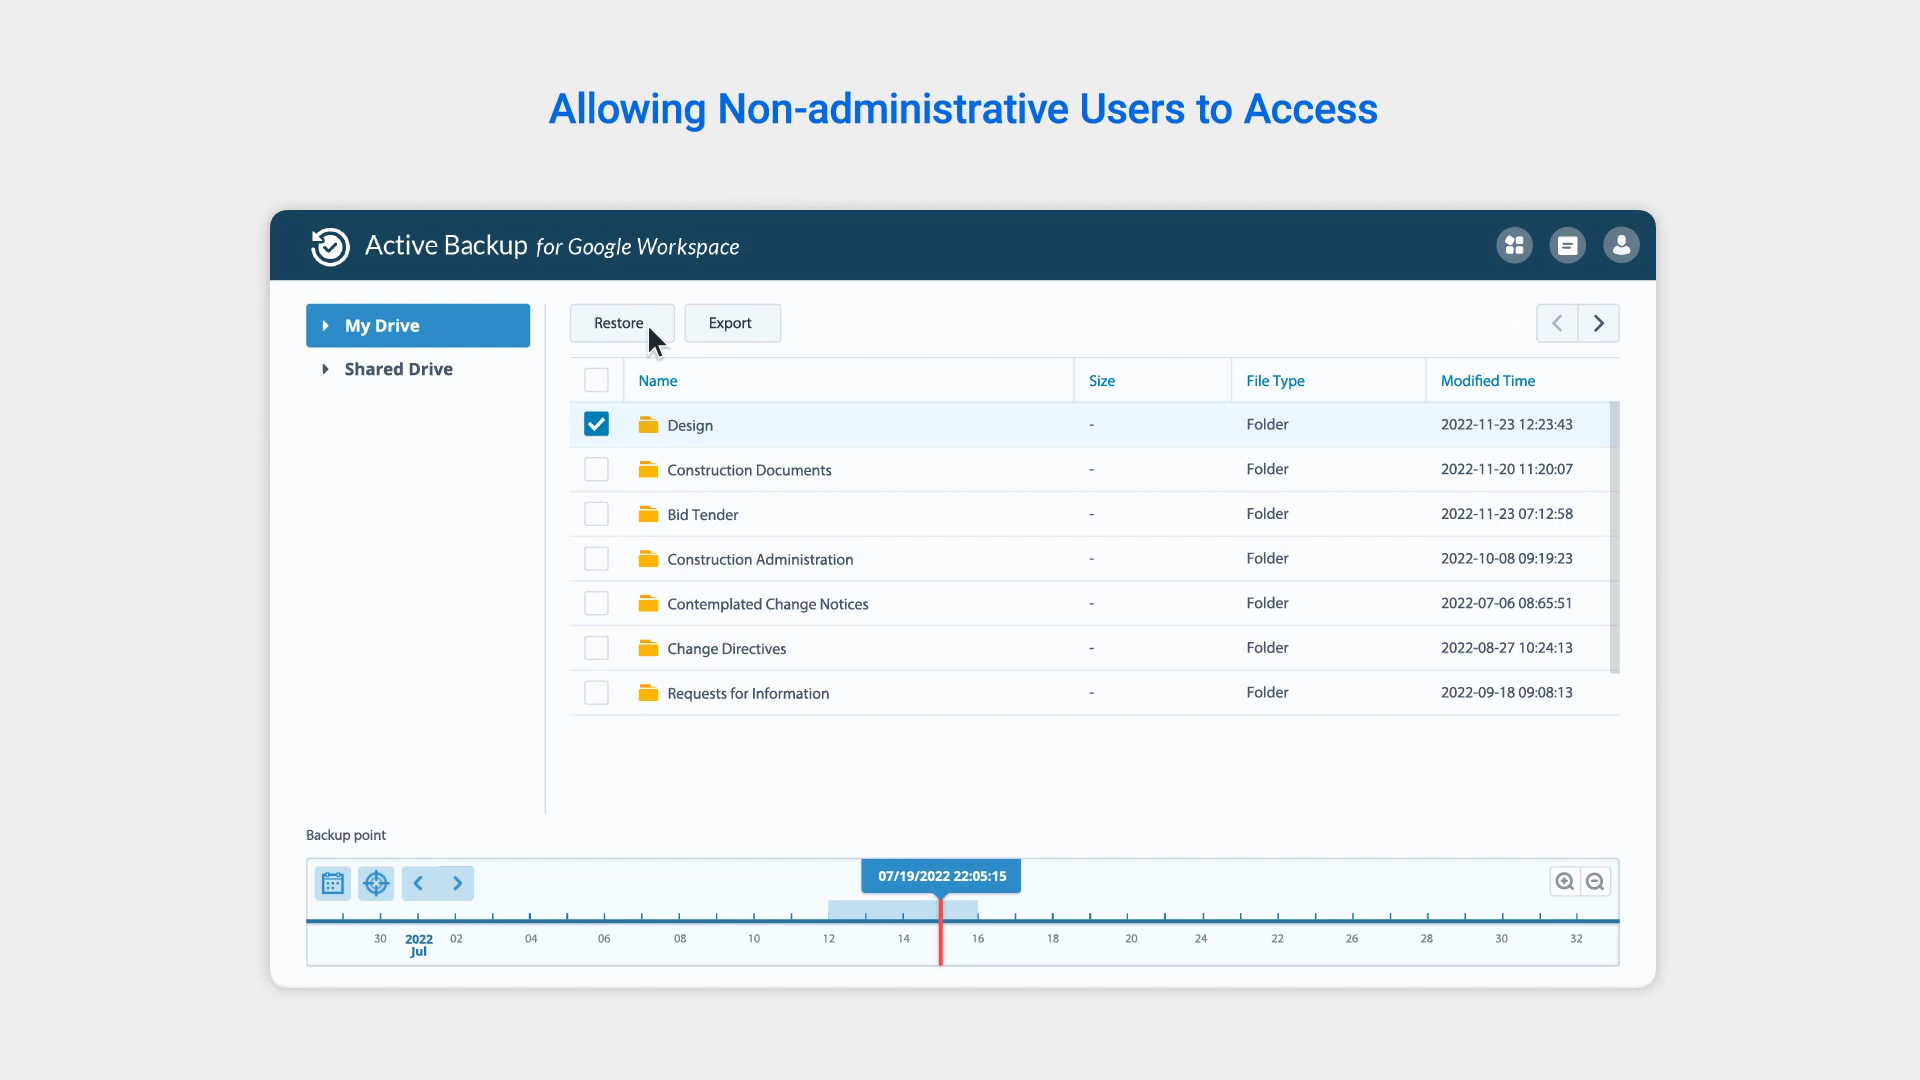 Allowing Non-administrative Users to Access
Active Backup for Google Workspace
My Drive
Shared Drive
Restore
Export
Name Size File Type Modified Time
Design - Folder 2022-11-23 12:23:43
Construction Documents - Folder 2022-11-20 11:20:07
Bid Tender - Folder 2022-11-23 07:12:58
Construction Administration - Folder 2022-10-08 09:19:23
Contemplated Change Notices - Folder 2022-07-06 08:65:51
Change Directives - Folder 2022-08-27 10:24:13
Requests for Information - Folder 2022-09-18 09:08:13
Backup point
07/19/2022 22:05:15
30 2022 02 04 06 08 10 12 14 16 18 20 24 22 26 28 30 32
Jul